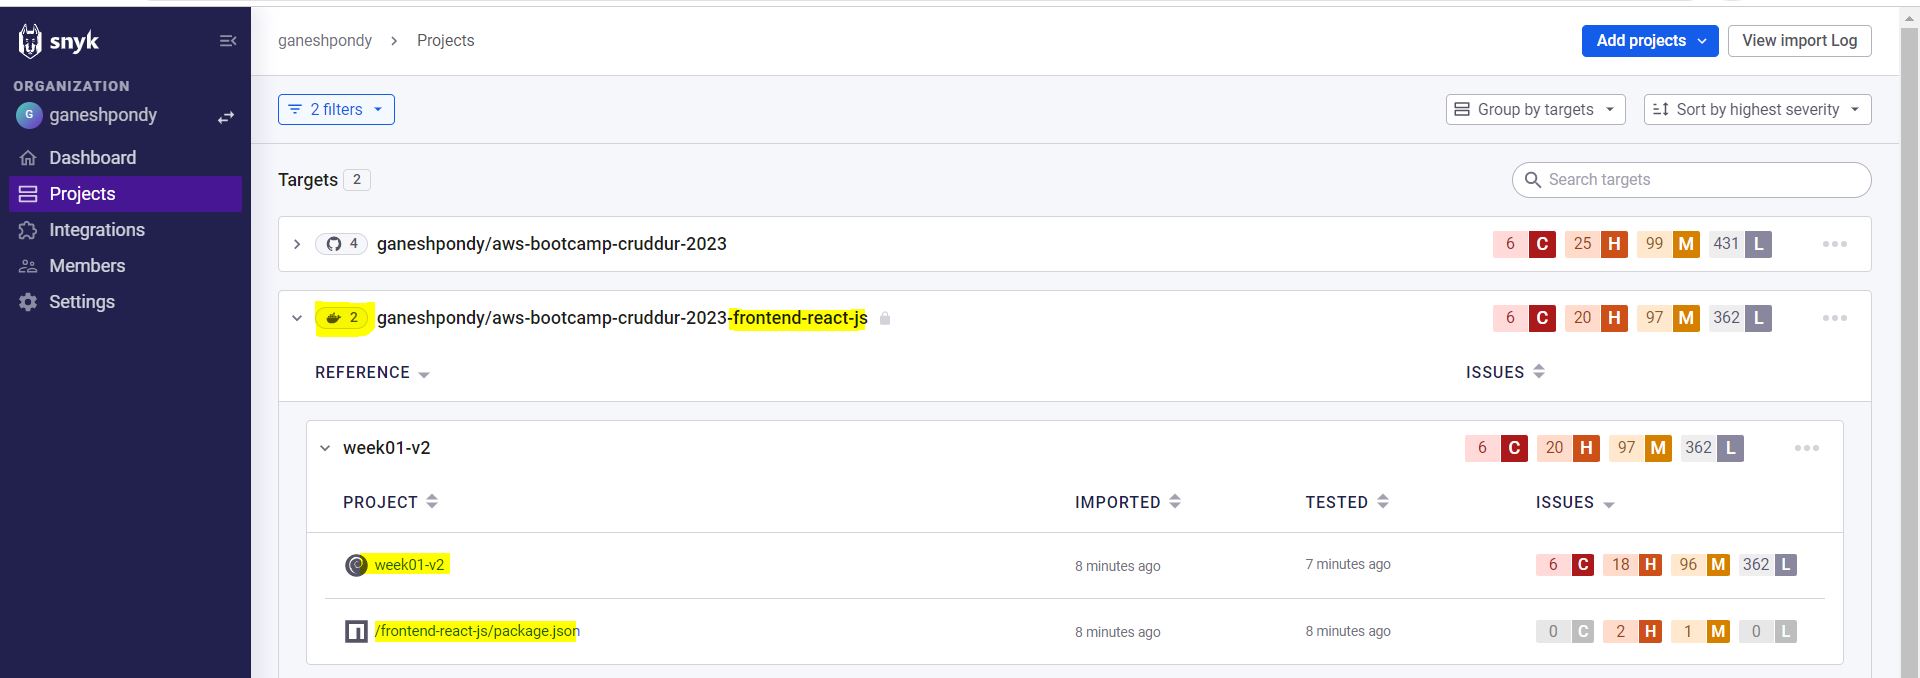 snyk
ganeshpondy > Projects
Add projects
View import Log
ORGANIZATION
G ganeshpondy
Dashboard
Projects
Integrations
Members
Settings
2 filters
Group by targets
Sort by highest severity
Targets 2
Search targets
4 ganeshpondy/aws-bootcamp-cruddur-2023 6 C 25 H 99 M 431 L
2 ganeshpondy/aws-bootcamp-cruddur-2023-frontend-react-js 6 C 20 H 97 M 362 L
REFERENCE ISSUES
week01-v2 6 C 20 H 97 M 362 L
PROJECT IMPORTED TESTED ISSUES
week01-v2 8 minutes ago 7 minutes ago 6 C 18 H 96 M 362 L
/frontend-react-js/package.json 8 minutes ago 8 minutes ago 0 C 2 H 1 M 0 L